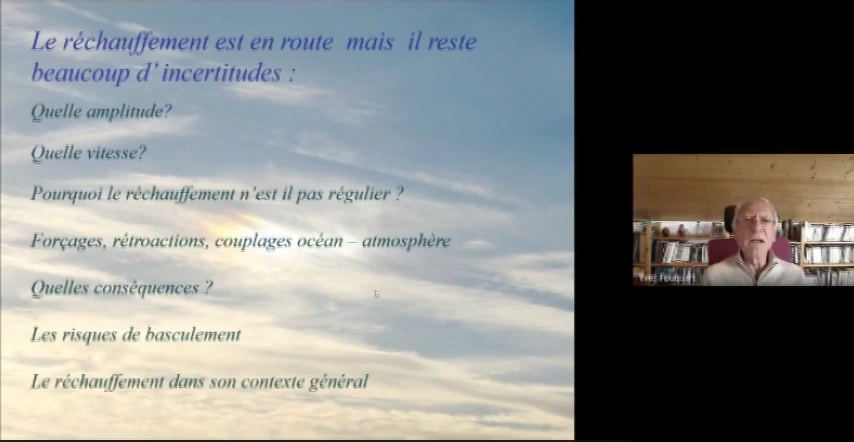 Le réchauffement est en route mais il reste
beaucoup d’incertitudes :
Quelle amplitude?
Quelle vitesse?
Pourquoi le réchauffement n’est il pas régulier ?
Forçages, rétroactions, couplages océan – atmosphère
Quelles conséquences ?
Les risques de basculement
Le réchauffement dans son contexte général
Yves Fouquart